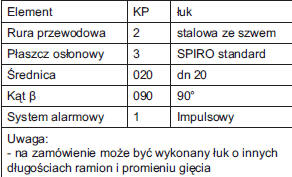 Element KP łuk
Rura przewodowa 2 stalowa ze szwem
Płaszcz osłonowy 3 SPIRO standard
Średnica 020 dn 20
Kąt β 090 90°
System alarmowy 1 Impulsowy
Uwaga:
- na zamówienie może być wykonany łuk o innych
długościach ramion i promieniu gięcia